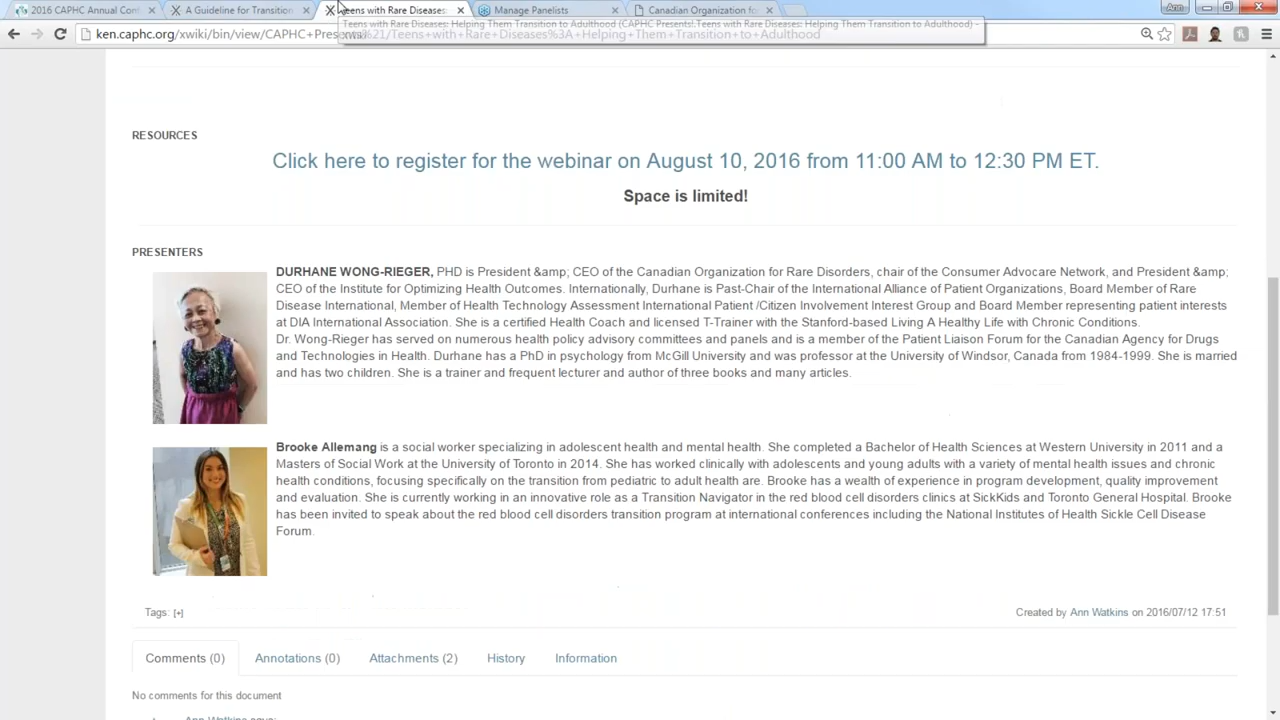 2016 CAPHC Annual Conf
A Guideline for Transition
Teens with Rare Diseases:
Manage Panelists
Canadian Organization for
Ann
Teens with Rare Diseases: Helping Them Transition to Adulthood (CAPHC Presents!.Teens with Rare Diseases: Helping Them Transition to Adulthood) -
ken.caphc.org/xwiki/bin/view/CAPHC+Presents%21/Teens+with+Rare+Diseases%3A+Helping+Them+Transition+to+Adulthood
RESOURCES
Click here to register for the webinar on August 10, 2016 from 11:00 AM to 12:30 PM ET.
Space is limited!
PRESENTERS
DURHANE WONG-RIEGER, PHD is President &amp; CEO of the Canadian Organization for Rare Disorders, chair of the Consumer Advocare Network, and President &amp;
CEO of the Institute for Optimizing Health Outcomes. Internationally, Durhane is Past-Chair of the International Alliance of Patient Organizations, Board Member of Rare
Disease International, Member of Health Technology Assessment International Patient /Citizen Involvement Interest Group and Board Member representing patient interests
at DIA International Association. She is a certified Health Coach and licensed T-Trainer with the Stanford-based Living A Healthy Life with Chronic Conditions.
Dr. Wong-Rieger has served on numerous health policy advisory committees and panels and is a member of the Patient Liaison Forum for the Canadian Agency for Drugs
and Technologies in Health. Durhane has a PhD in psychology from McGill University and was professor at the University of Windsor, Canada from 1984-1999. She is married
and has two children. She is a trainer and frequent lecturer and author of three books and many articles.
Brooke Allemang is a social worker specializing in adolescent health and mental health. She completed a Bachelor of Health Sciences at Western University in 2011 and a
Masters of Social Work at the University of Toronto in 2014. She has worked clinically with adolescents and young adults with a variety of mental health issues and chronic
health conditions, focusing specifically on the transition from pediatric to adult health are. Brooke has a wealth of experience in program development, quality improvement
and evaluation. She is currently working in an innovative role as a Transition Navigator in the red blood cell disorders clinics at SickKids and Toronto General Hospital. Brooke
has been invited to speak about the red blood cell disorders transition program at international conferences including the National Institutes of Health Sickle Cell Disease
Forum.
Tags: [+]
Created by Ann Watkins on 2016/07/12 17:51
Comments (0)
Annotations (0)
Attachments (2)
History
Information
No comments for this document
Ann Watkins says: